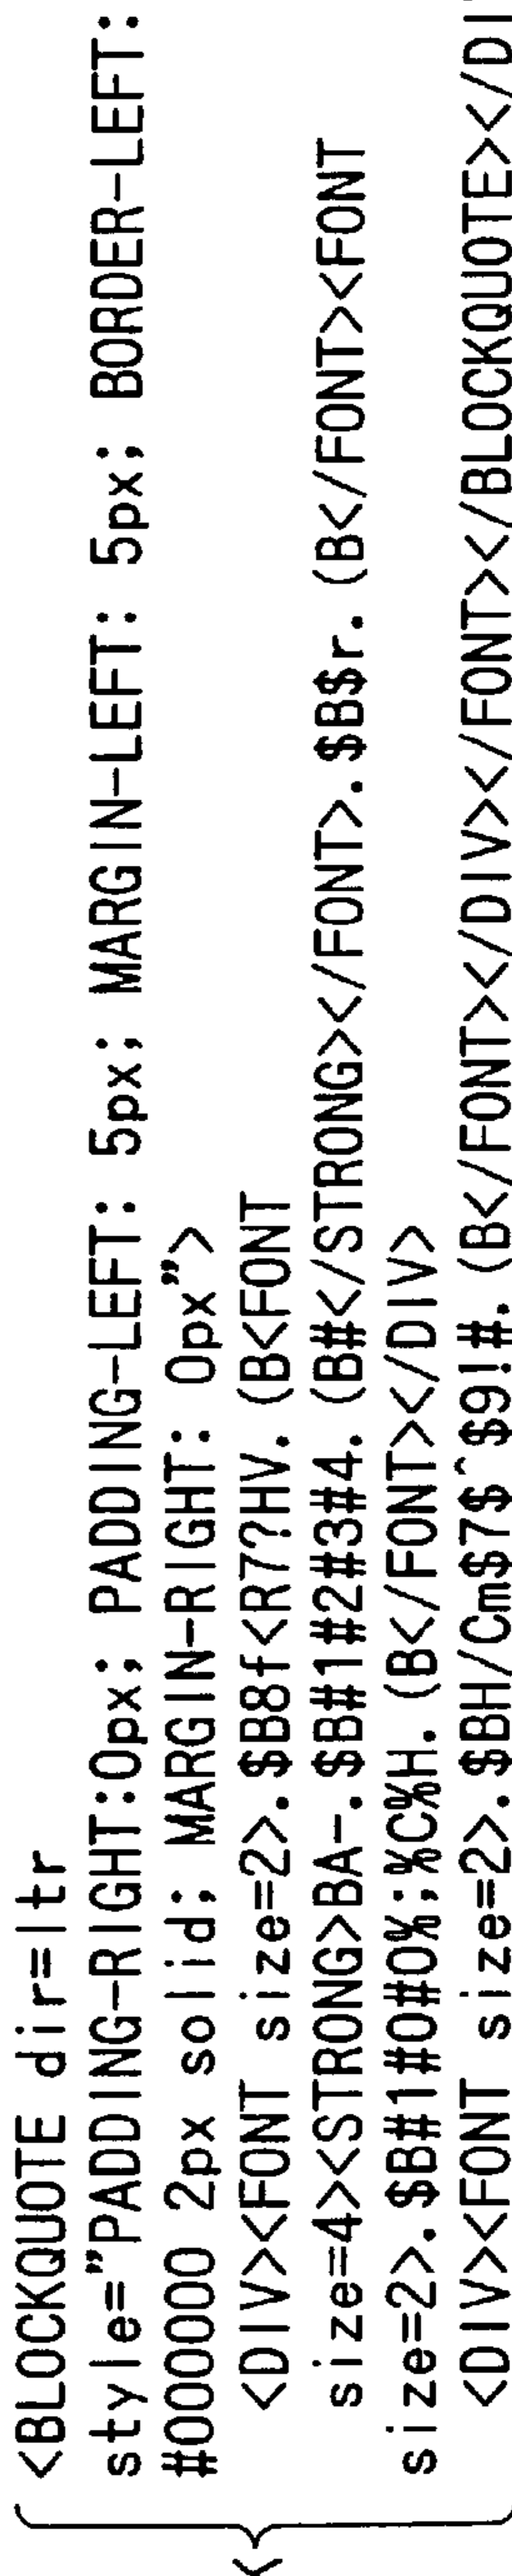 <BLOCKQUOTE dir=ltr
style="PADDING-RIGHT:0px; PADDING-LEFT: 5px; MARGIN-LEFT: 5px; BORDER-LEFT:
#000000 2px solid; MARGIN-RIGHT: 0px">
<DIV><FONT size=2>.$B8f<R7?HV. (B<FONT
size=4><STRONG>BA-.$B#1#2#3#4. (B#</STRONG></FONT>.$B$r. (B</FONT><FONT
size=2>.$B#1#0#0%;%C%H. (B</FONT></DIV>
<DIV><FONT size=2>.$BH/Cm$7$^$9!#. (B</FONT></DIV></FONT></BLOCKQUOTE></DI